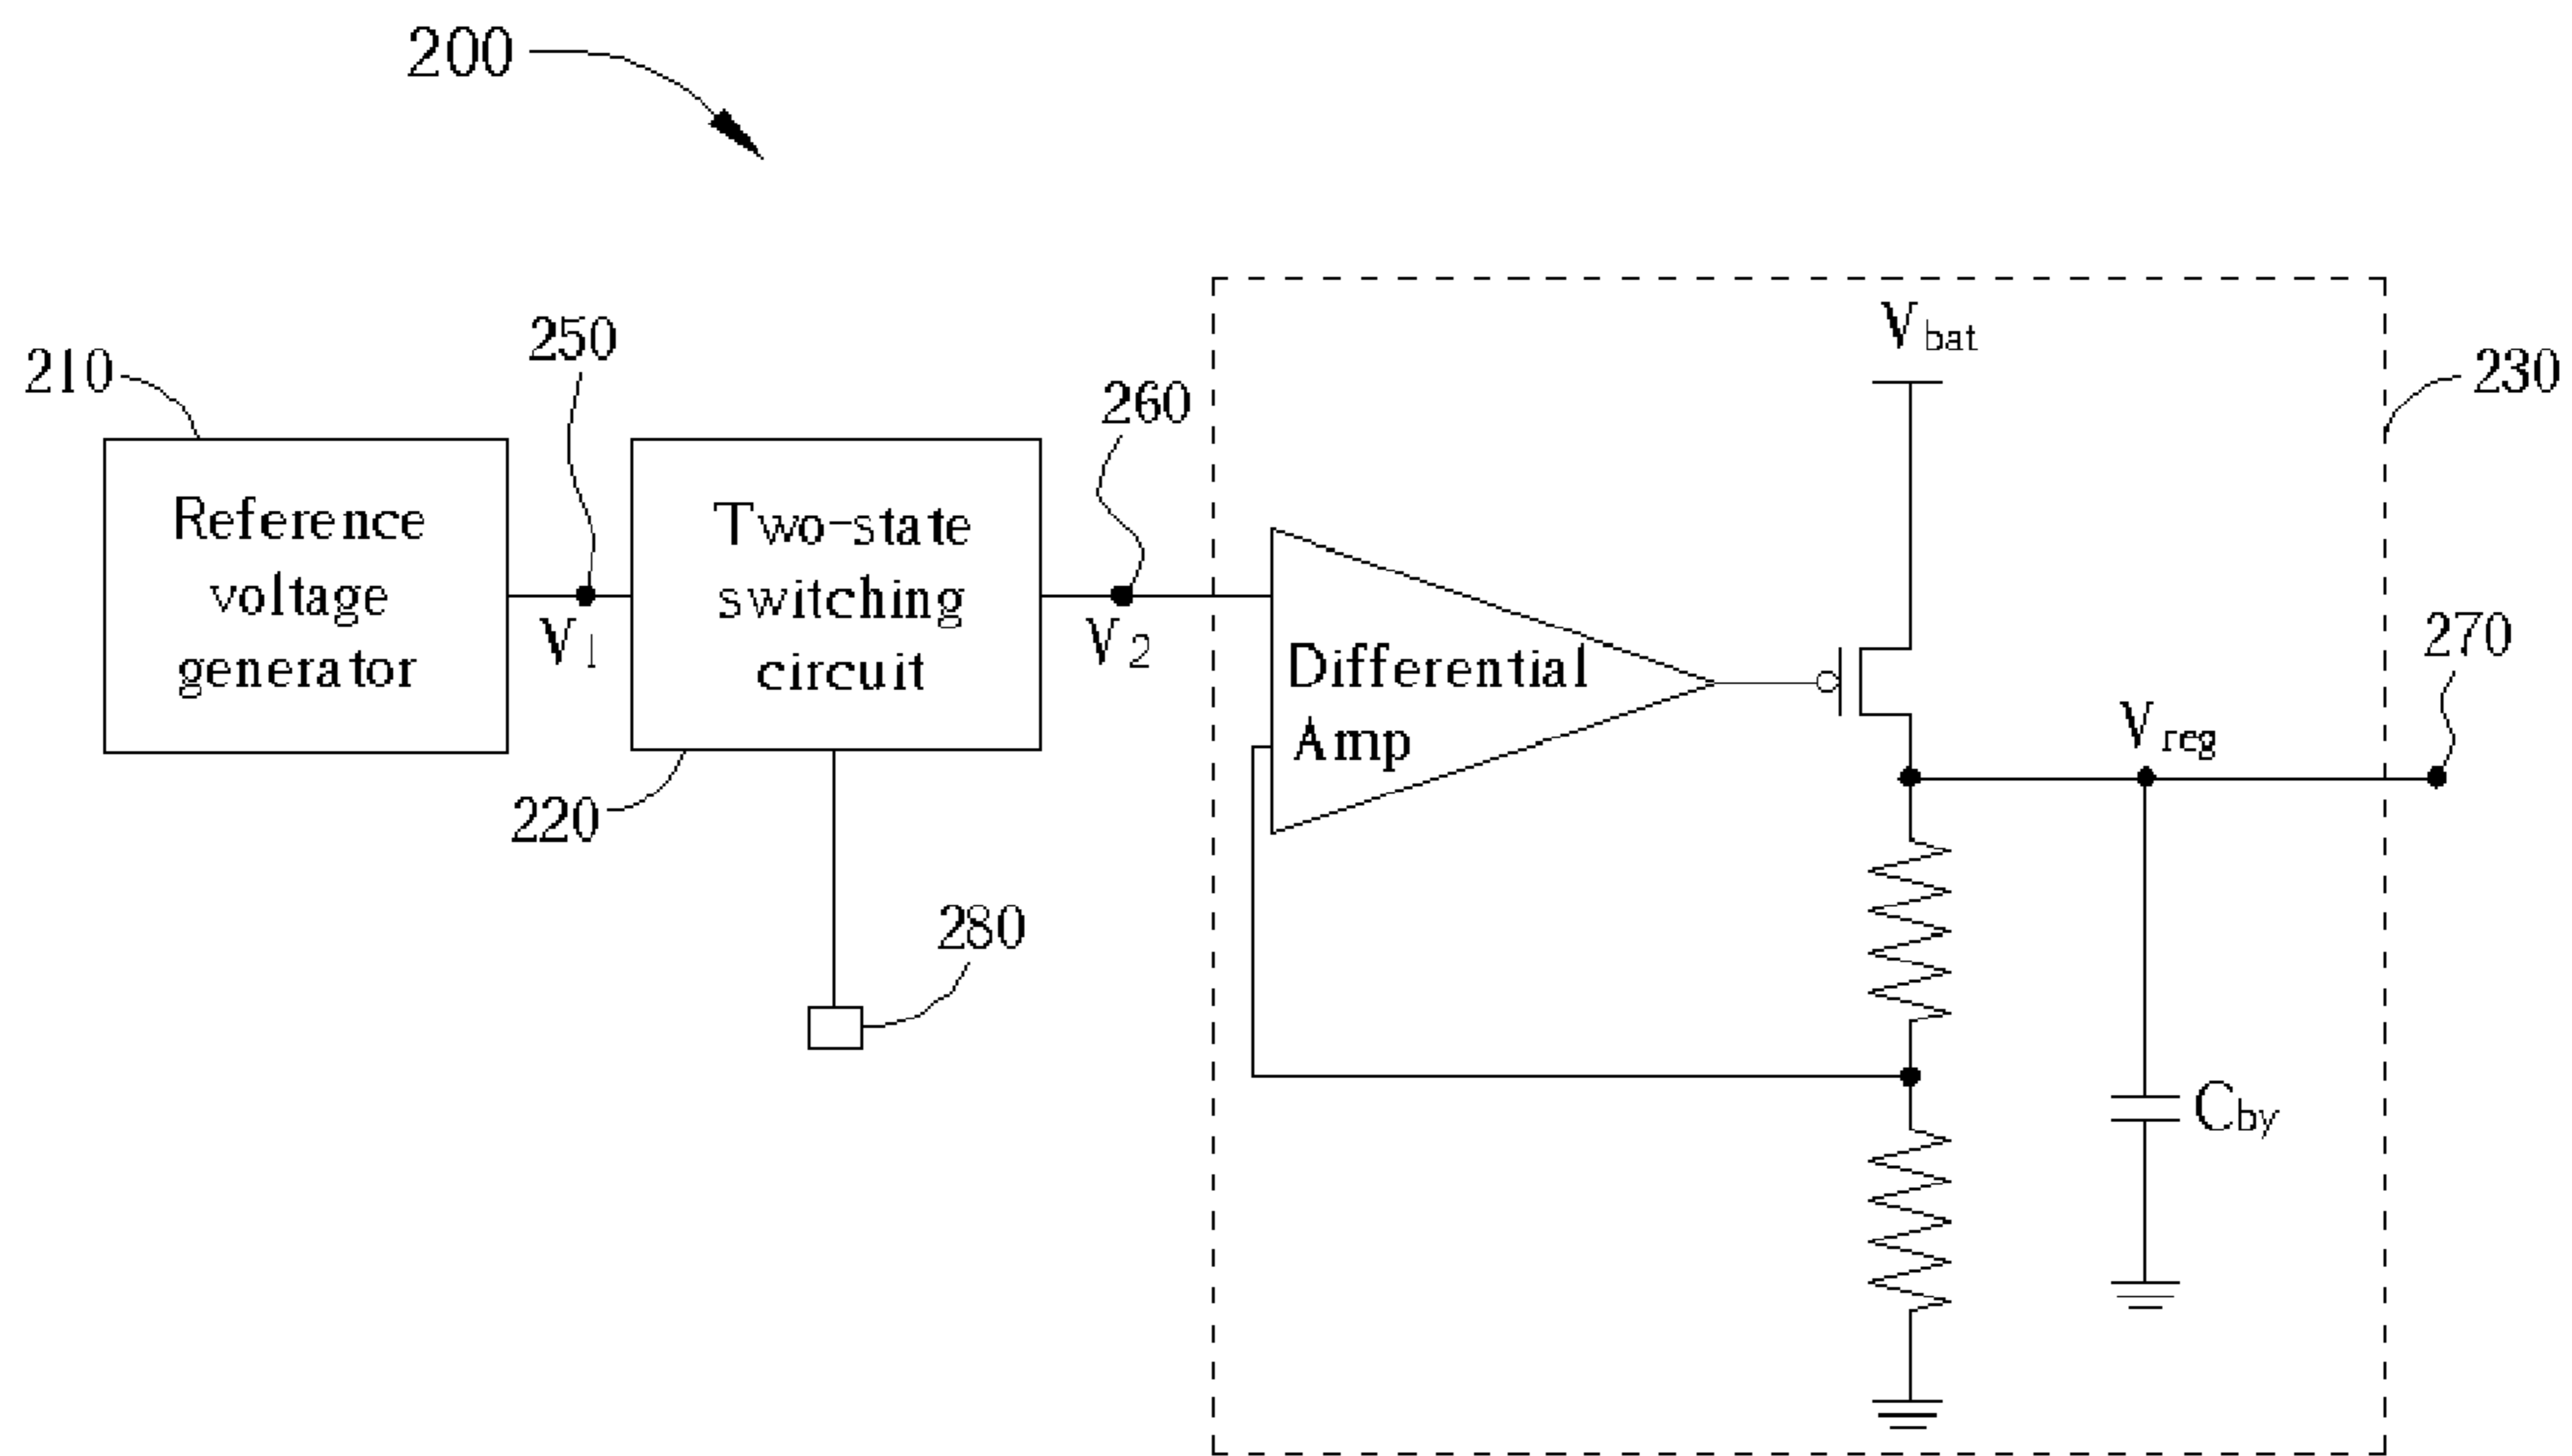 200
210
250
260
230
Reference
voltage
generator
V1
Two-state
switching
circuit
V2
220
280
Differential
Amp
Vbat
Vreg
270
Cby